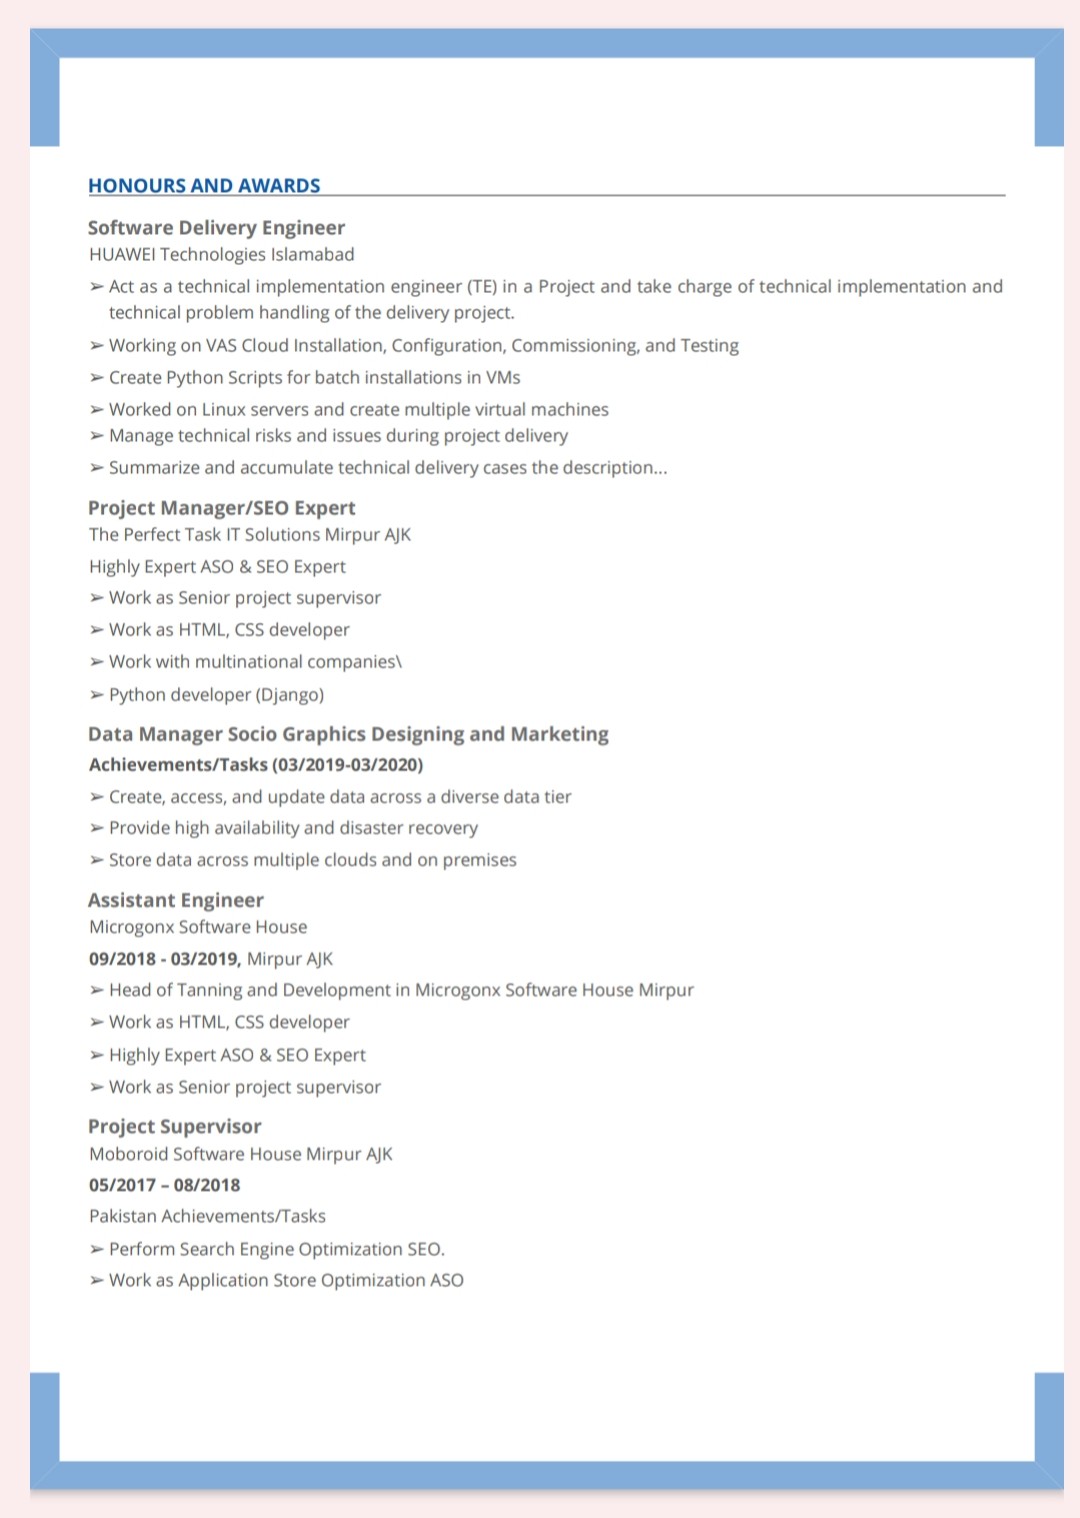 HONOURS AND AWARDS
Software Delivery Engineer
HUAWEI Technologies Islamabad
➢ Act as a technical implementation engineer (TE) in a Project and take charge of technical implementation and
technical problem handling of the delivery project.
➢ Working on VAS Cloud Installation, Configuration, Commissioning, and Testing
➢ Create Python Scripts for batch installations in VMs
➢ Worked on Linux servers and create multiple virtual machines
➢ Manage technical risks and issues during project delivery
➢ Summarize and accumulate technical delivery cases the description...
Project Manager/SEO Expert
The Perfect Task IT Solutions Mirpur AJK
Highly Expert ASO & SEO Expert
➢ Work as Senior project supervisor
➢ Work as HTML, CSS developer
➢ Work with multinational companies\
➢ Python developer (Django)
Data Manager Socio Graphics Designing and Marketing
Achievements/Tasks (03/2019-03/2020)
➢ Create, access, and update data across a diverse data tier
➢ Provide high availability and disaster recovery
➢ Store data across multiple clouds and on premises
Assistant Engineer
Microgonx Software House
09/2018 - 03/2019, Mirpur AJK
➢ Head of Tanning and Development in Microgonx Software House Mirpur
➢ Work as HTML, CSS developer
➢ Highly Expert ASO & SEO Expert
➢ Work as Senior project supervisor
Project Supervisor
Moboroid Software House Mirpur AJK
05/2017 – 08/2018
Pakistan Achievements/Tasks
➢ Perform Search Engine Optimization SEO.
➢ Work as Application Store Optimization ASO